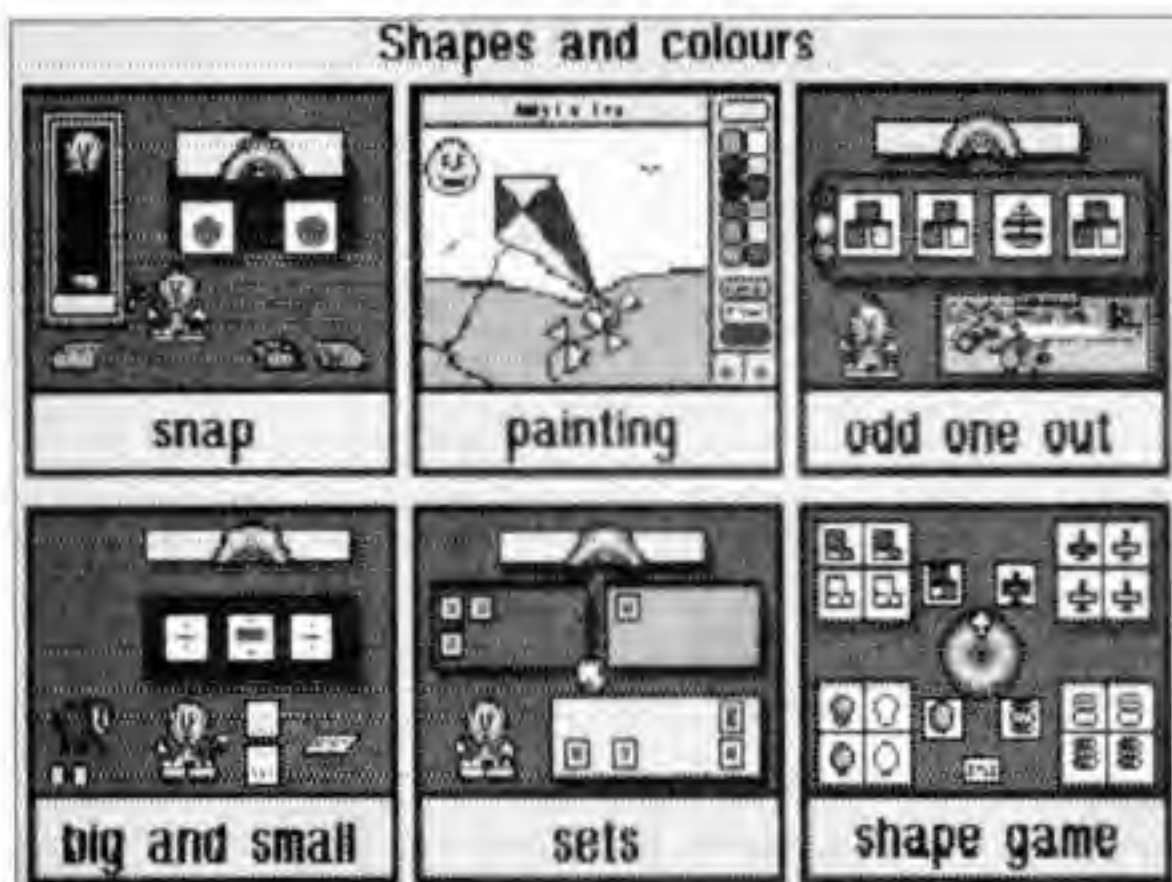 Shapes and colours
snap
painting
odd one out
big and small
sets
shape game